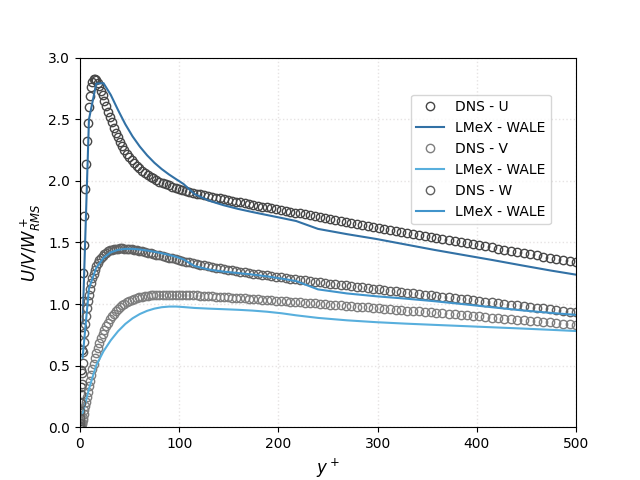 3.0
2.5
2.0
1.5
1.0
0.5
0.0
U/V/W⁺RMS
DNS - U
LMeX - WALE
DNS - V
LMeX - WALE
DNS - W
LMeX - WALE
0 100 200 300 400 500
y⁺